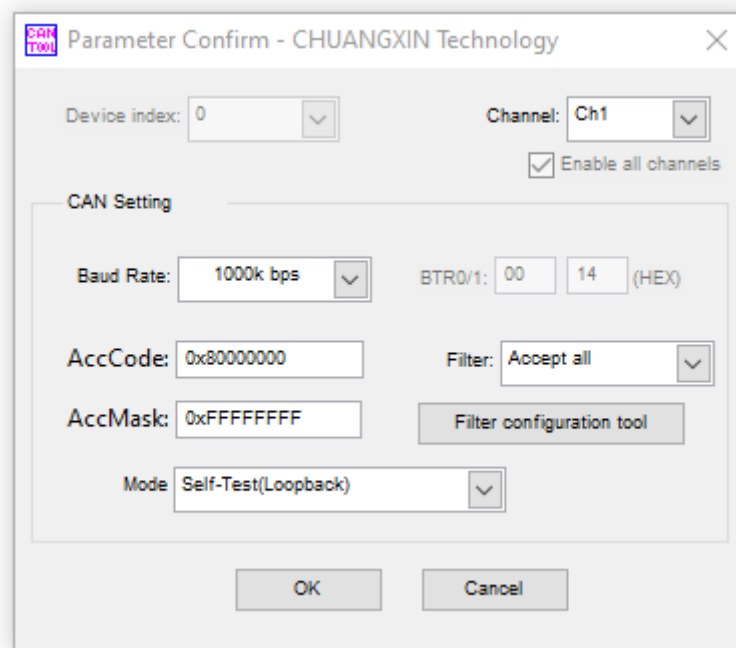 CAN TOOL Parameter Confirm - CHUANGXIN Technology
Device index: 0 Channel: Ch1
Enable all channels
CAN Setting
Baud Rate: 1000k bps BTR0/1: 00 14 (HEX)
AccCode: 0x80000000 Filter: Accept all
AccMask: 0xFFFFFFFF Filter configuration tool
Mode Self-Test(Loopback)
OK Cancel